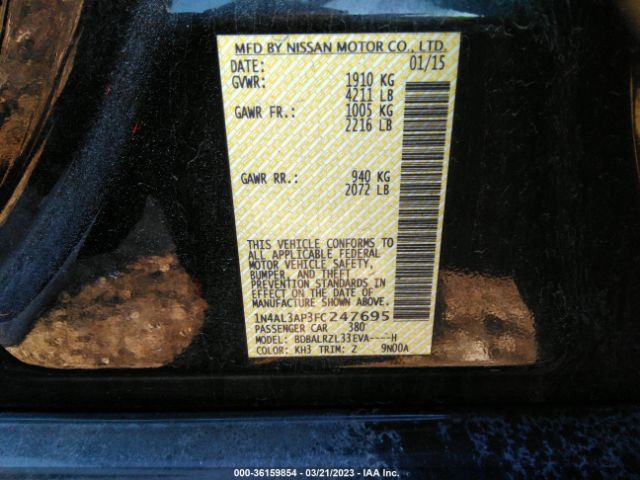 MFD BY NISSAN MOTOR CO., LTD.
DATE: 01/15
GVWR: 1910 KG
4211 LB
GAWR FR.: 1005 KG
2216 LB
GAWR RR.: 940 KG
2072 LB
THIS VEHICLE CONFORMS TO
ALL APPLICABLE FEDERAL
MOTOR VEHICLE SAFETY,
BUMPER, AND THEFT
PREVENTION STANDARDS IN
EFFECT ON THE DATE OF
MANUFACTURE SHOWN ABOVE.
1N4AL3AP3FC247695
PASSENGER CAR 380
MODEL: BDBALRZL33EVA----H
COLOR: KH3 TRIM: 2 9N00A
000-36159854 — 03/21/2023 — IAA Inc.